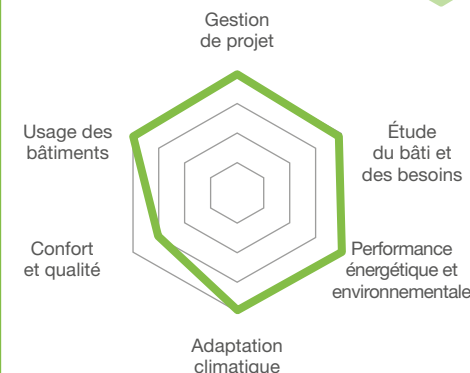 Gestion
de projet
Usage des
bâtiments
Étude
du bâti et
des besoins
Confort
et qualité
Performance
énergétique et
environnementale
Adaptation
climatique